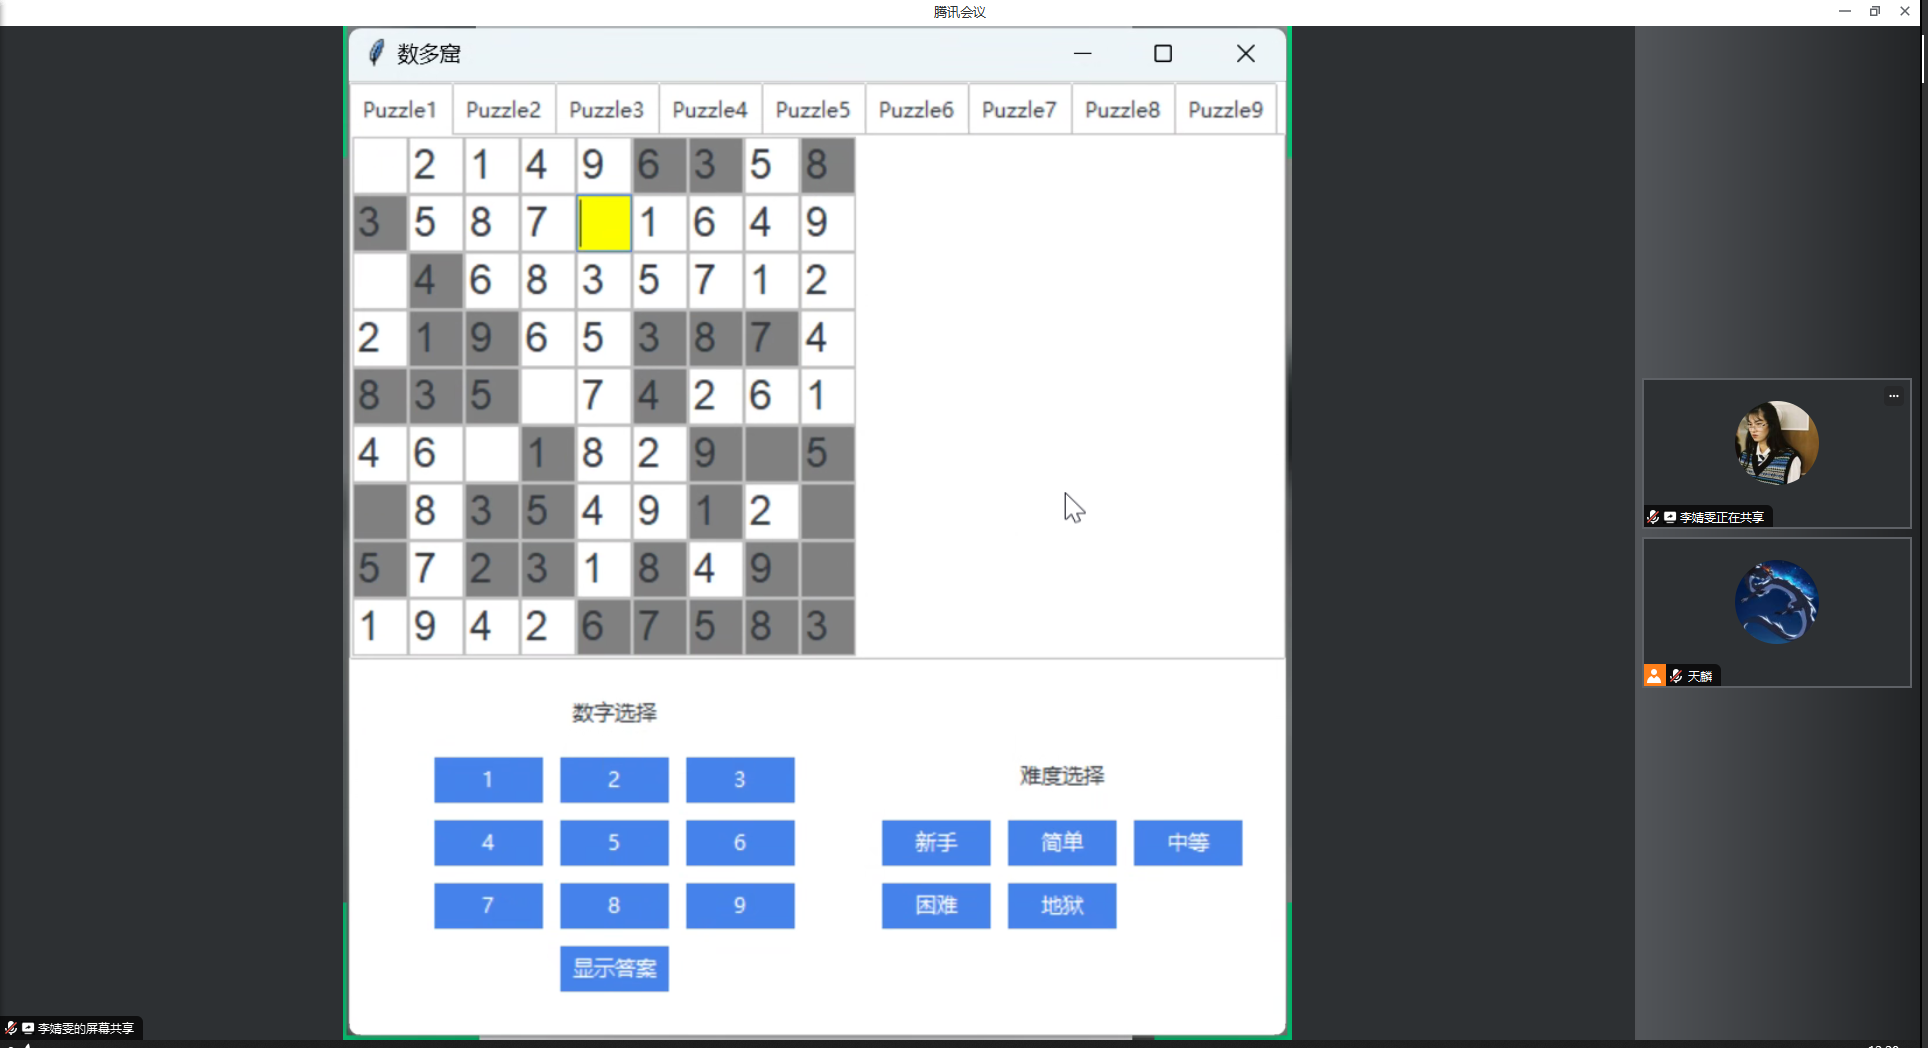 腾讯会议
数多窟
Puzzle1 Puzzle2 Puzzle3 Puzzle4 Puzzle5 Puzzle6 Puzzle7 Puzzle8 Puzzle9
2 1 4 9 6 3 5 8
3 5 8 7 1 6 4 9
4 6 8 3 5 7 1 2
2 1 9 6 5 3 8 7 4
8 3 5 7 4 2 6 1
4 6 1 8 2 9 5
8 3 5 4 9 1 2
5 7 2 3 1 8 4 9
1 9 4 2 6 7 5 8 3
数字选择
1 2 3
4 5 6
7 8 9
显示答案
难度选择
新手 简单 中等
困难 地狱
李婧雯正在共享
天麟
李婧雯的屏幕共享